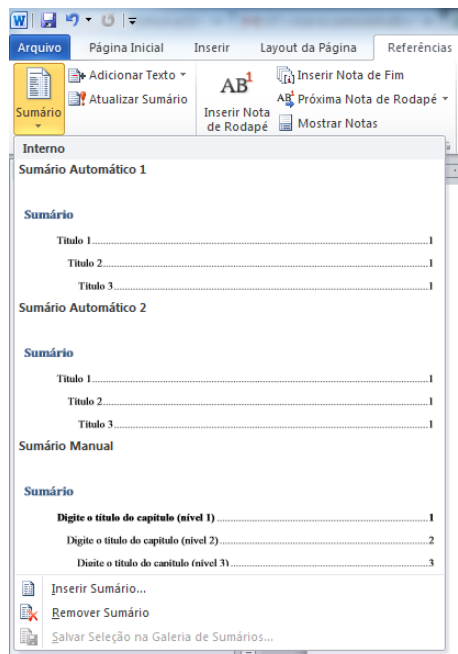 W
Arquivo Página Inicial Inserir Layout da Página Referências
Sumário
Adicionar Texto
Atualizar Sumário
AB1
Inserir Nota
de Rodapé
Inserir Nota de Fim
AB1 Próxima Nota de Rodapé
Mostrar Notas
Interno
Sumário Automático 1
Sumário
Título 1.....1
Título 2.....1
Título 3.....1
Sumário Automático 2
Sumário
Título 1.....1
Título 2.....1
Título 3.....1
Sumário Manual
Sumário
Digite o título do capítulo (nível 1).....1
Digite o título do capítulo (nível 2).....2
Digite o título do capítulo (nível 3).....3
Inserir Sumário...
Remover Sumário
Salvar Seleção na Galeria de Sumários...